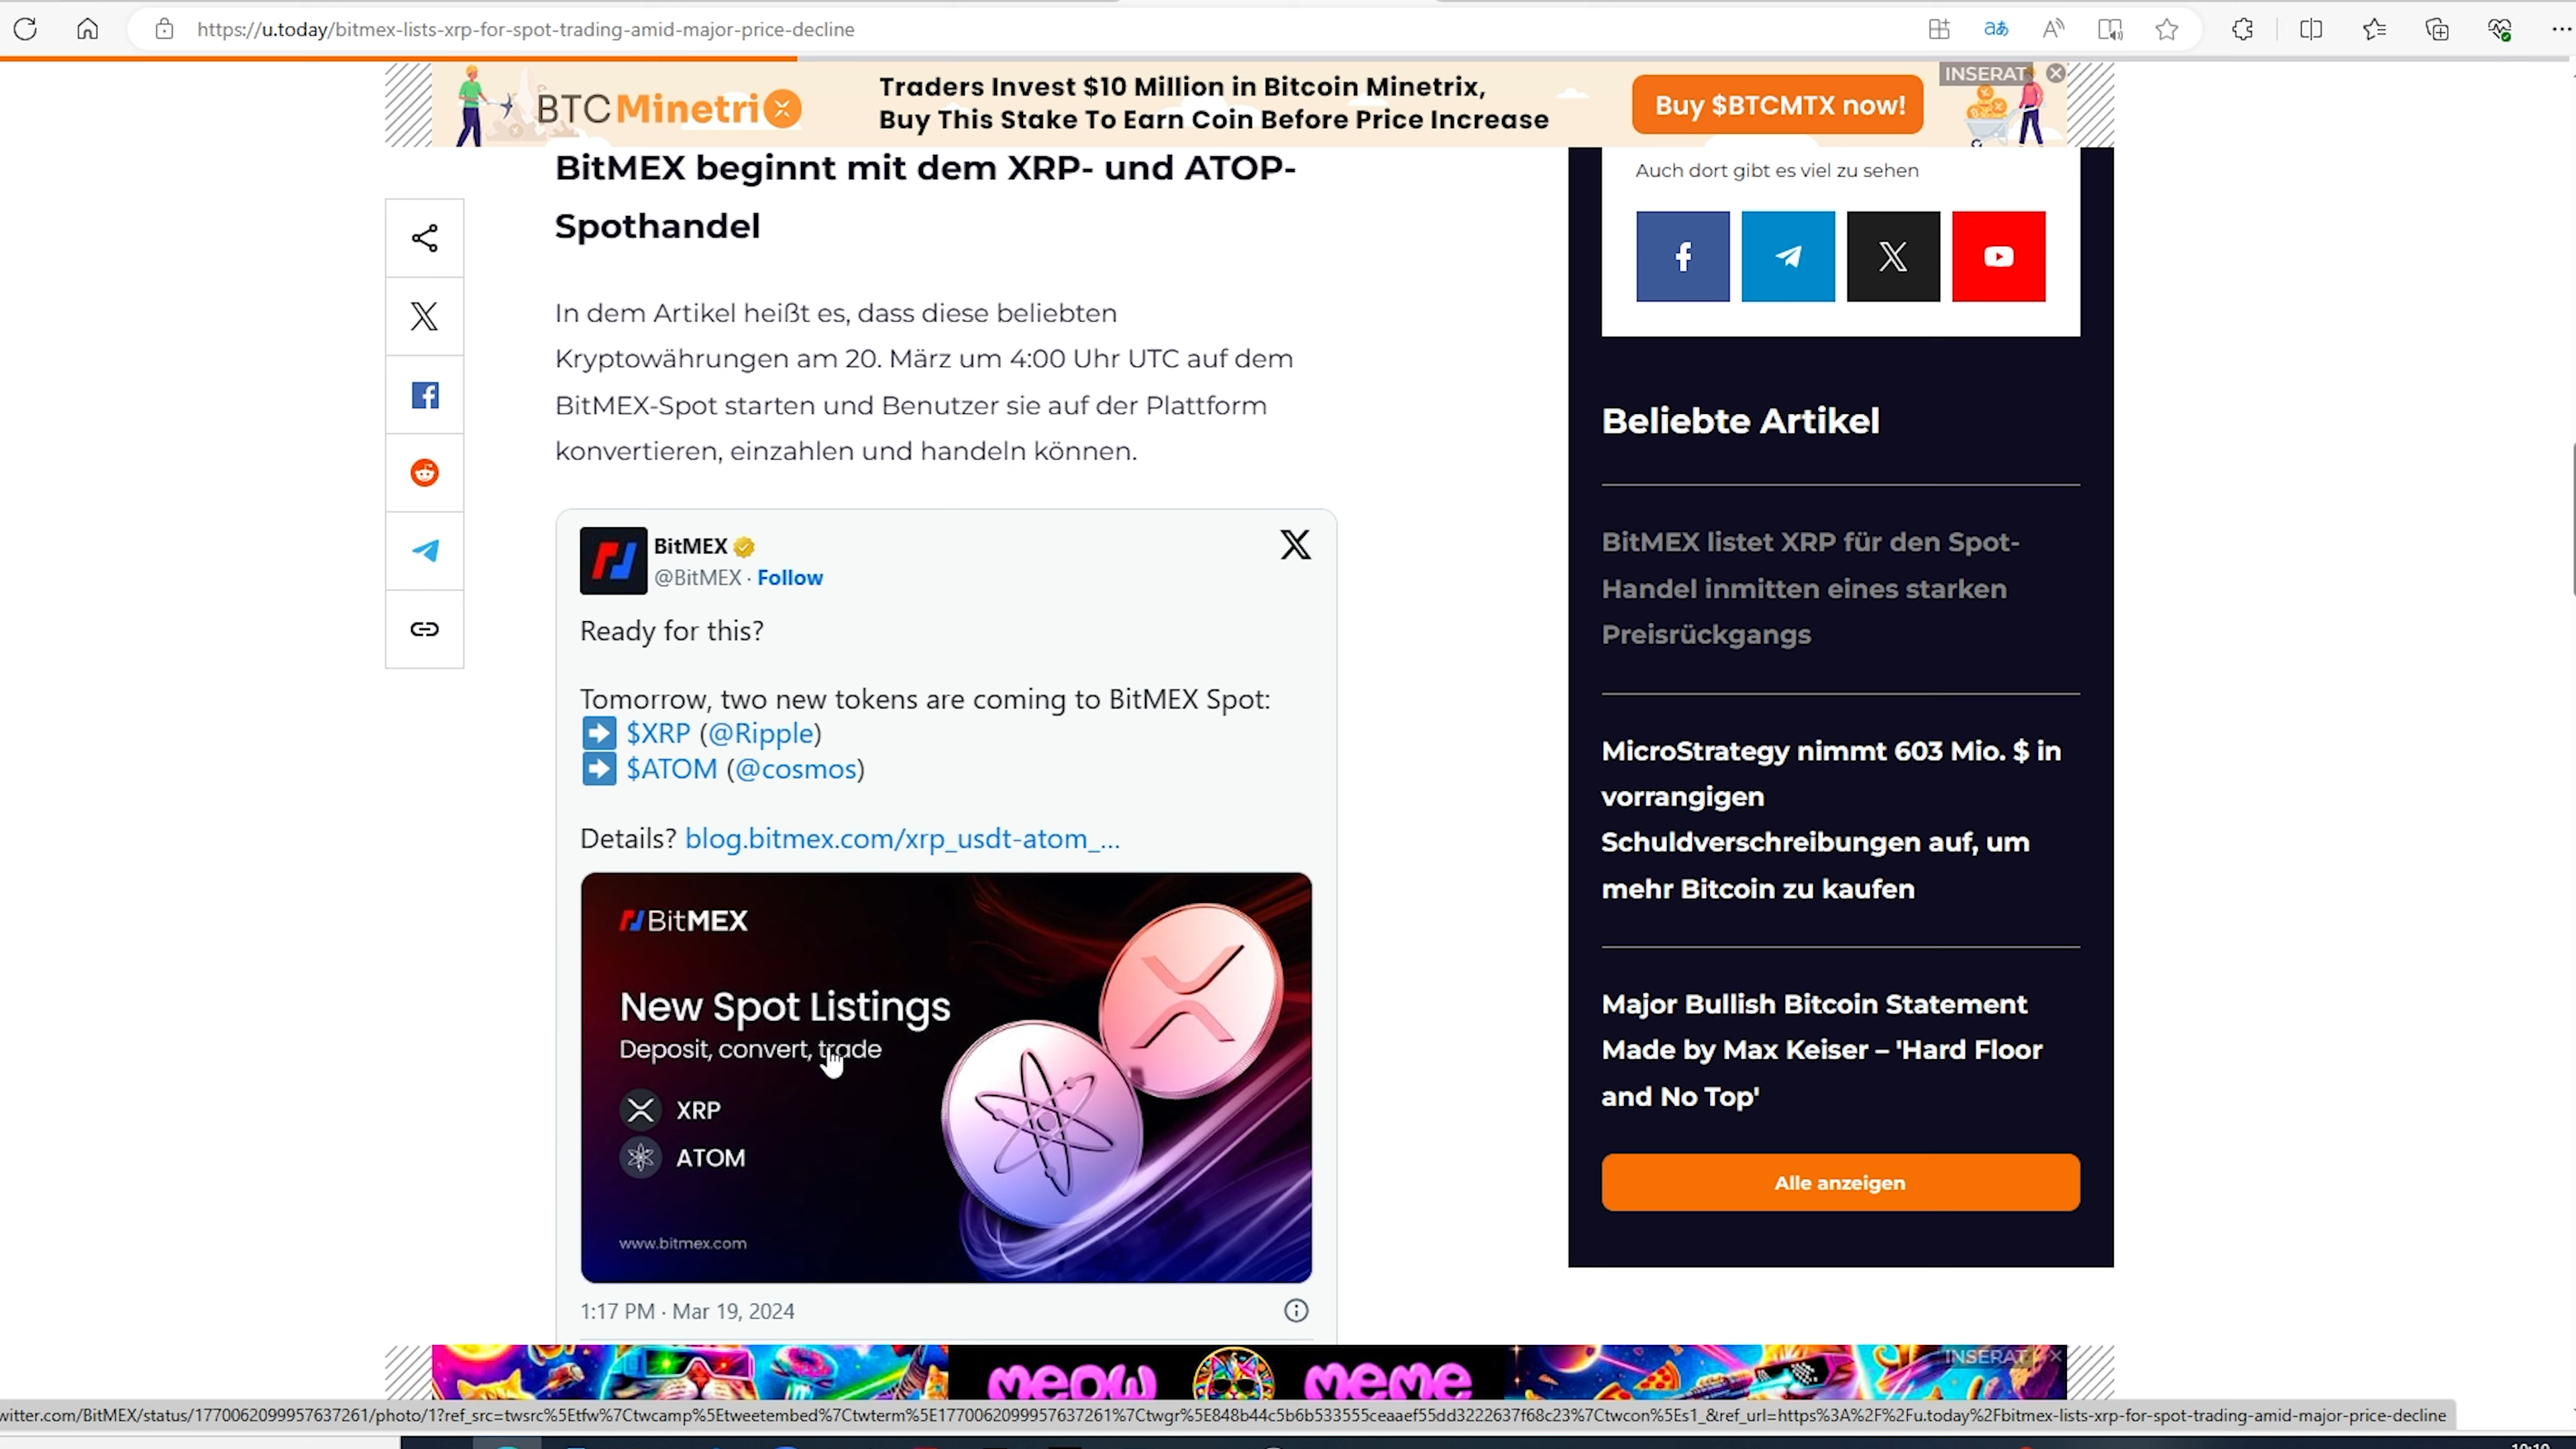 https://u.today/bitmex-lists-xrp-for-spot-trading-amid-major-price-decline
BTC Minetrix
Traders Invest $10 Million in Bitcoin Minetrix,
Buy This Stake To Earn Coin Before Price Increase
Buy $BTCMTX now!
INSERAT
BitMEX beginnt mit dem XRP- und ATOP-
Spothandel
In dem Artikel heißt es, dass diese beliebten
Kryptowährungen am 20. März um 4:00 Uhr UTC auf dem
BitMEX-Spot starten und Benutzer sie auf der Plattform
konvertieren, einzahlen und handeln können.
BitMEX
@BitMEX · Follow
Ready for this?
Tomorrow, two new tokens are coming to BitMEX Spot:
➡️ $XRP (@Ripple)
➡️ $ATOM (@cosmos)
Details? blog.bitmex.com/xrp_usdt-atom_...
BitMEX
New Spot Listings
Deposit, convert, trade
XRP
ATOM
www.bitmex.com
1:17 PM · Mar 19, 2024
Auch dort gibt es viel zu sehen
Beliebte Artikel
BitMEX listet XRP für den Spot-
Handel inmitten eines starken
Preisrückgangs
MicroStrategy nimmt 603 Mio. $ in
vorrangigen
Schuldverschreibungen auf, um
mehr Bitcoin zu kaufen
Major Bullish Bitcoin Statement
Made by Max Keiser – 'Hard Floor
and No Top'
Alle anzeigen
meow meme
INSERAT
witter.com/BitMEX/status/1770062099957637261/photo/1?ref_src=twsrc%5Etfw%7Ctwcamp%5Etweetembed%7Ctwterm%5E1770062099957637261%7Ctwgr%5E848b44c5b6b533555ceaaef55dd3222637f68c23%7Ctwcon%5Es1_&ref_url=https%3A%2F%2Fu.today%2Fbitmex-lists-xrp-for-spot-trading-amid-major-price-decline